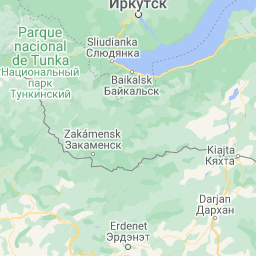 Иркутск
Parque
nacional
de Tunka
Национальный
парк
Тункинский
Sliudianka
Слюдянка
Baikalsk
Байкальск
Zakámensk
Закаменск
Kiajta
Кяхта
Darjan
Дархан
Erdenet
Эрдэнэт